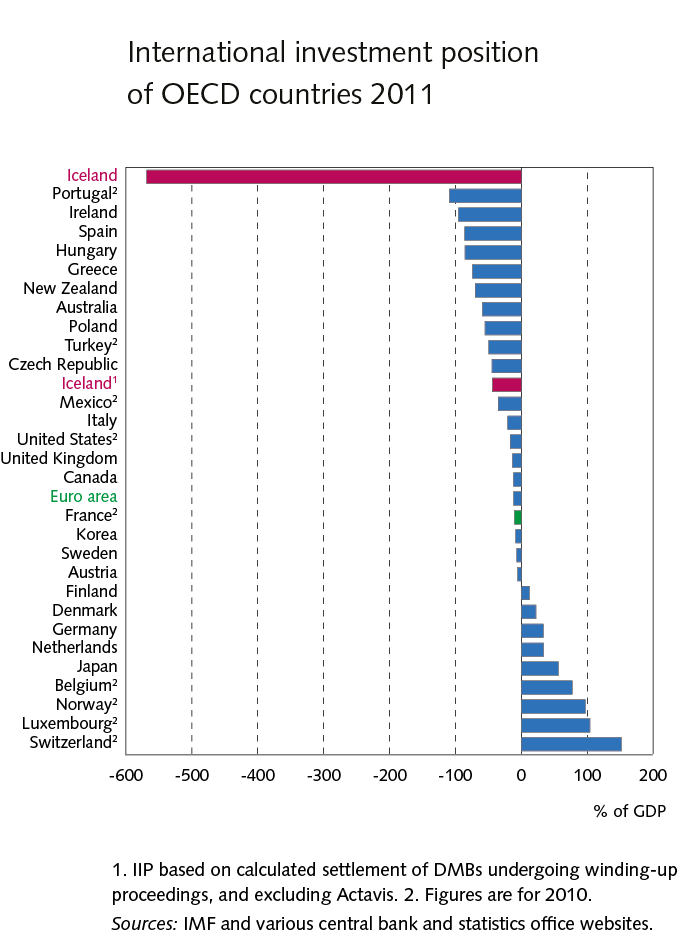 International investment position
of OECD countries 2011
Iceland
Portugal²
Ireland
Spain
Hungary
Greece
New Zealand
Australia
Poland
Turkey²
Czech Republic
Iceland¹
Mexico²
Italy
United States²
United Kingdom
Canada
Euro area
France²
Korea
Sweden
Austria
Finland
Denmark
Germany
Netherlands
Japan
Belgium²
Norway²
Luxembourg²
Switzerland²
-600 -500 -400 -300 -200 -100 0 100 200
% of GDP
1. IIP based on calculated settlement of DMBs undergoing winding-up
proceedings, and excluding Actavis. 2. Figures are for 2010.
Sources: IMF and various central bank and statistics office websites.